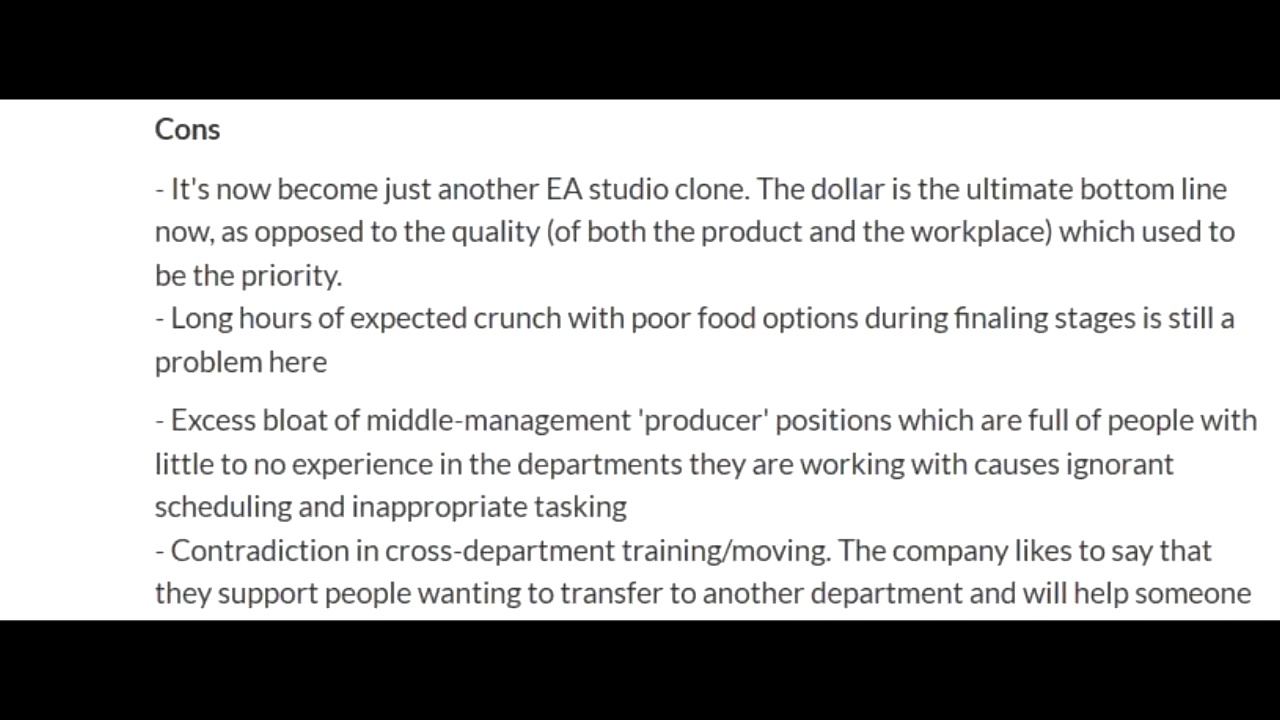 Cons
- It's now become just another EA studio clone. The dollar is the ultimate bottom line
now, as opposed to the quality (of both the product and the workplace) which used to
be the priority.
- Long hours of expected crunch with poor food options during finaling stages is still a
problem here
- Excess bloat of middle-management 'producer' positions which are full of people with
little to no experience in the departments they are working with causes ignorant
scheduling and inappropriate tasking
- Contradiction in cross-department training/moving. The company likes to say that
they support people wanting to transfer to another department and will help someone